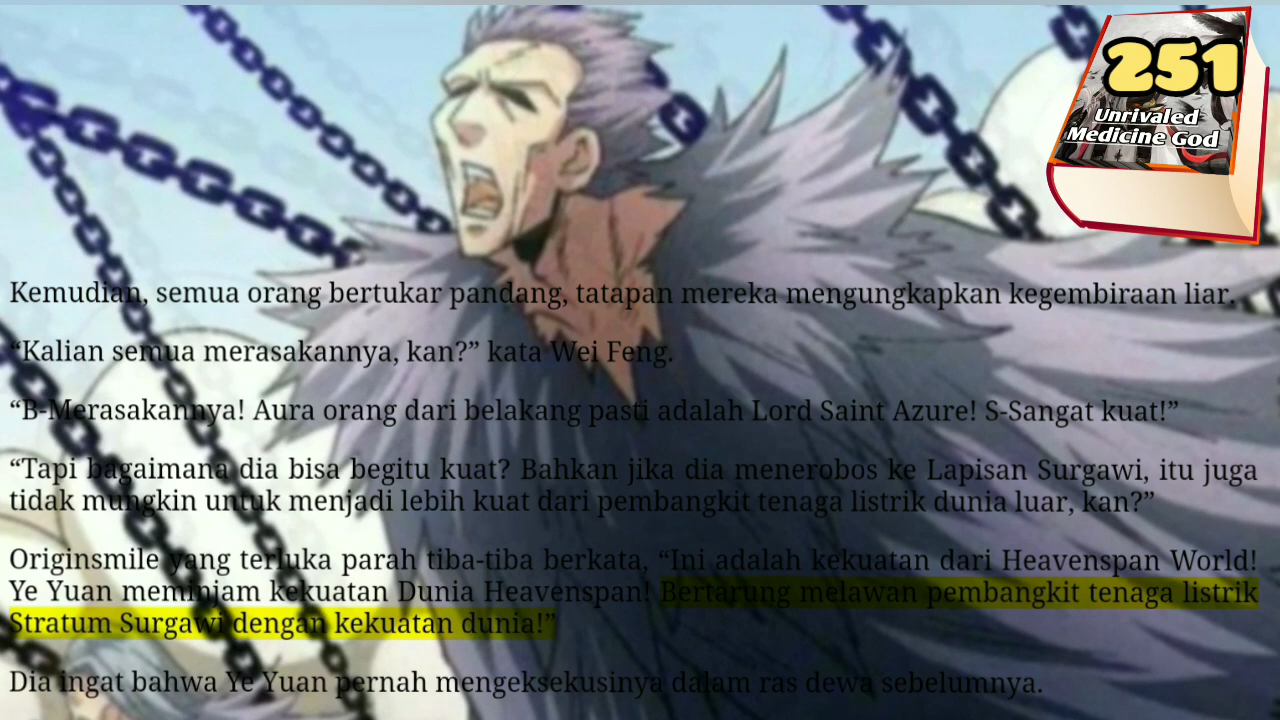 251
Unrivaled
Medicine God
Kemudian, semua orang bertukar pandang, tatapan mereka mengungkapkan kegembiraan liar.
“Kalian semua merasakannya, kan?” kata Wei Feng.
“B-Merasakannya! Aura orang dari belakang pasti adalah Lord Saint Azure! S-Sangat kuat!”
“Tapi bagaimana dia bisa begitu kuat? Bahkan jika dia menerobos ke Lapisan Surgawi, itu juga
tidak mungkin untuk menjadi lebih kuat dari pembangkit tenaga listrik dunia luar, kan?”
Originsmile yang terluka parah tiba-tiba berkata, “Ini adalah kekuatan dari Heavenspan World!
Ye Yuan meminjam kekuatan Dunia Heavenspan! Bertarung melawan pembangkit tenaga listrik
Stratum Surgawi dengan kekuatan dunia!”
Dia ingat bahwa Ye Yuan pernah mengeksekusinya dalam ras dewa sebelumnya.